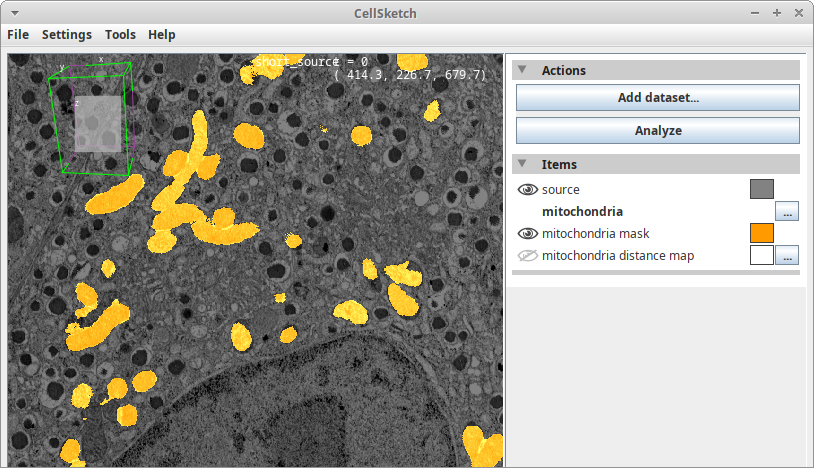 CellSketch
File Settings Tools Help
short_source z = 0
( 414.3, 226.7, 679.7)
x
y
z
Actions
Add dataset...
Analyze
Items
source
mitochondria
...
mitochondria mask
mitochondria distance map
...